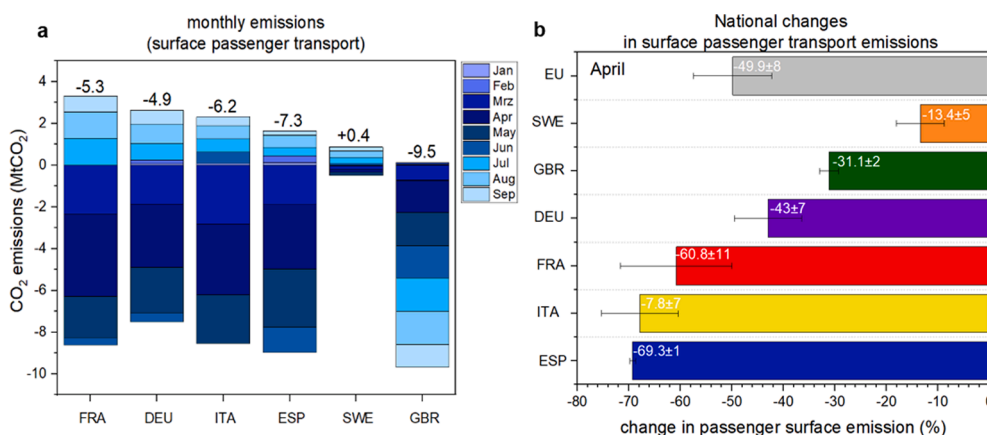 a
monthly emissions
(surface passenger transport)
CO2 emissions (MtCO2)
4
2
0
-2
-4
-6
-8
-10
-5.3
-4.9
-6.2
-7.3
+0.4
-9.5
FRA
DEU
ITA
ESP
SWE
GBR
Jan
Feb
Mrz
Apr
May
Jun
Jul
Aug
Sep
b
National changes
in surface passenger transport emissions
April
EU
-49.9±8
SWE
-13.4±5
GBR
-31.1±2
DEU
-43±7
FRA
-60.8±11
ITA
-7.8±7
ESP
-69.3±1
-80
-70
-60
-50
-40
-30
-20
-10
0
change in passenger surface emission (%)